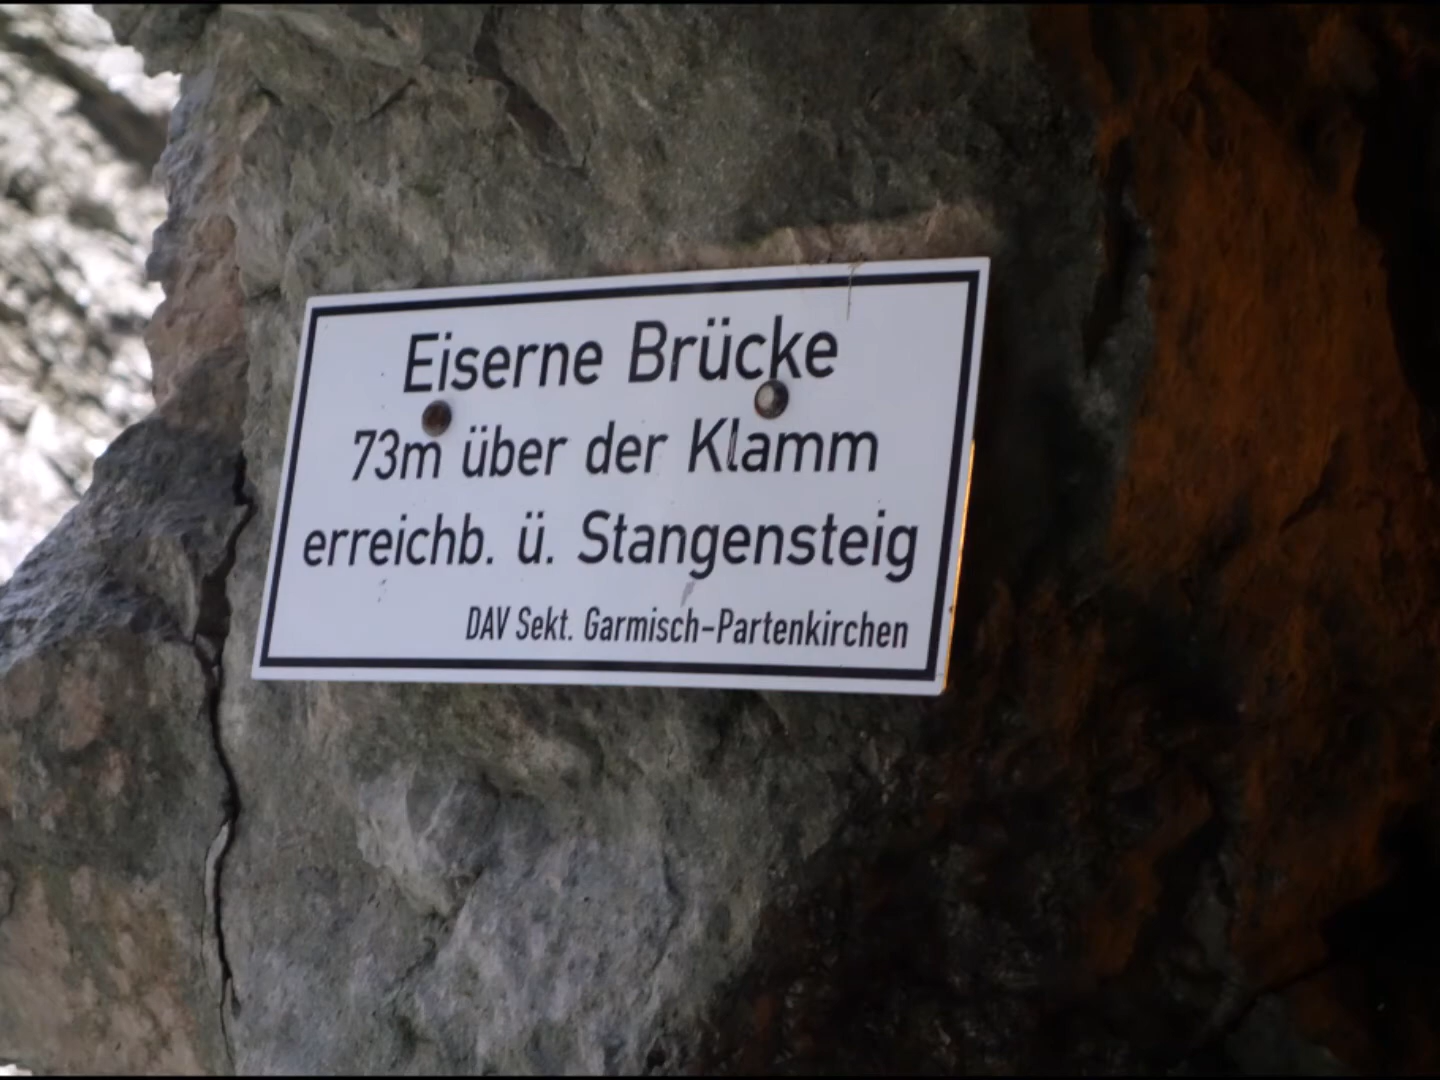 Eiserne Brücke
73m über der Klamm
erreichb. ü. Stangensteig
DAV Sekt. Garmisch-Partenkirchen